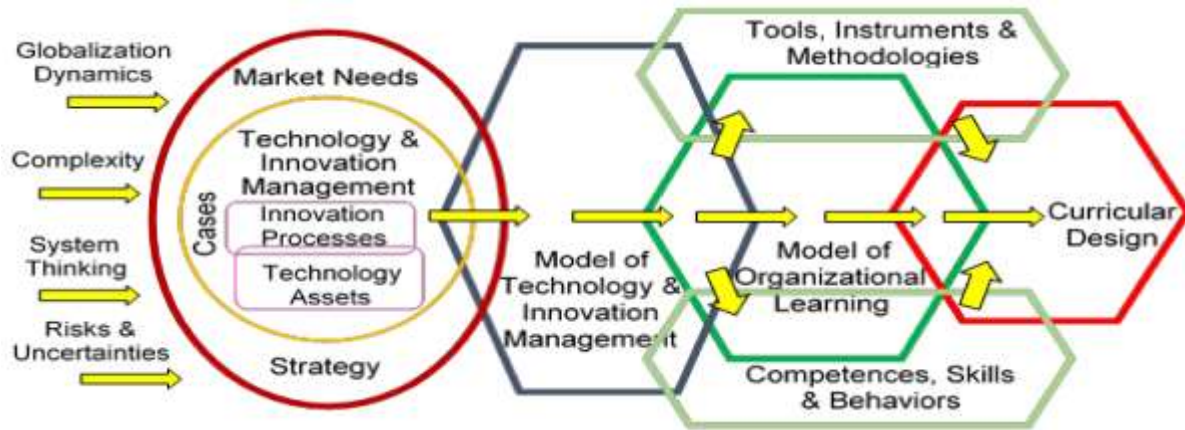 Globalization
Dynamics
Complexity
System
Thinking
Risks &
Uncertainties
Market Needs
Technology &
Innovation
Management
Cases
Innovation
Processes
Technology
Assets
Strategy
Model of
Technology &
Innovation
Management
Tools, Instruments &
Methodologies
Model of
Organizational
Learning
Competences, Skills
& Behaviors
Curricular
Design